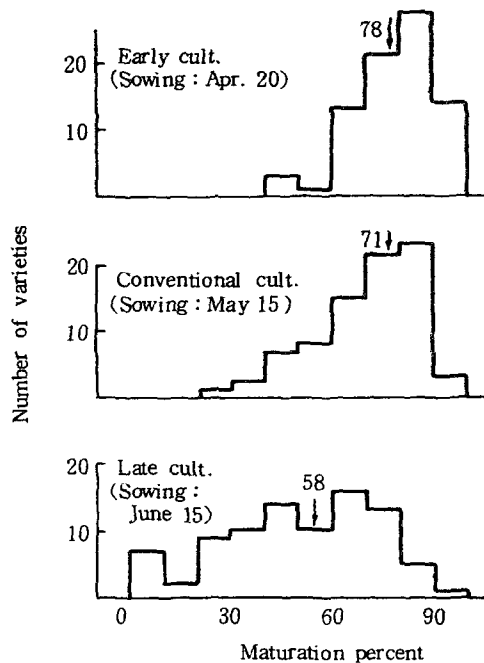 78
20
10
Early cult.
(Sowing : Apr. 20)
71
20
10
Conventional cult.
(Sowing : May 15)
58
20
10
Late cult.
(Sowing :
June 15)
0 30 60 90
Maturation percent
Number of varieties